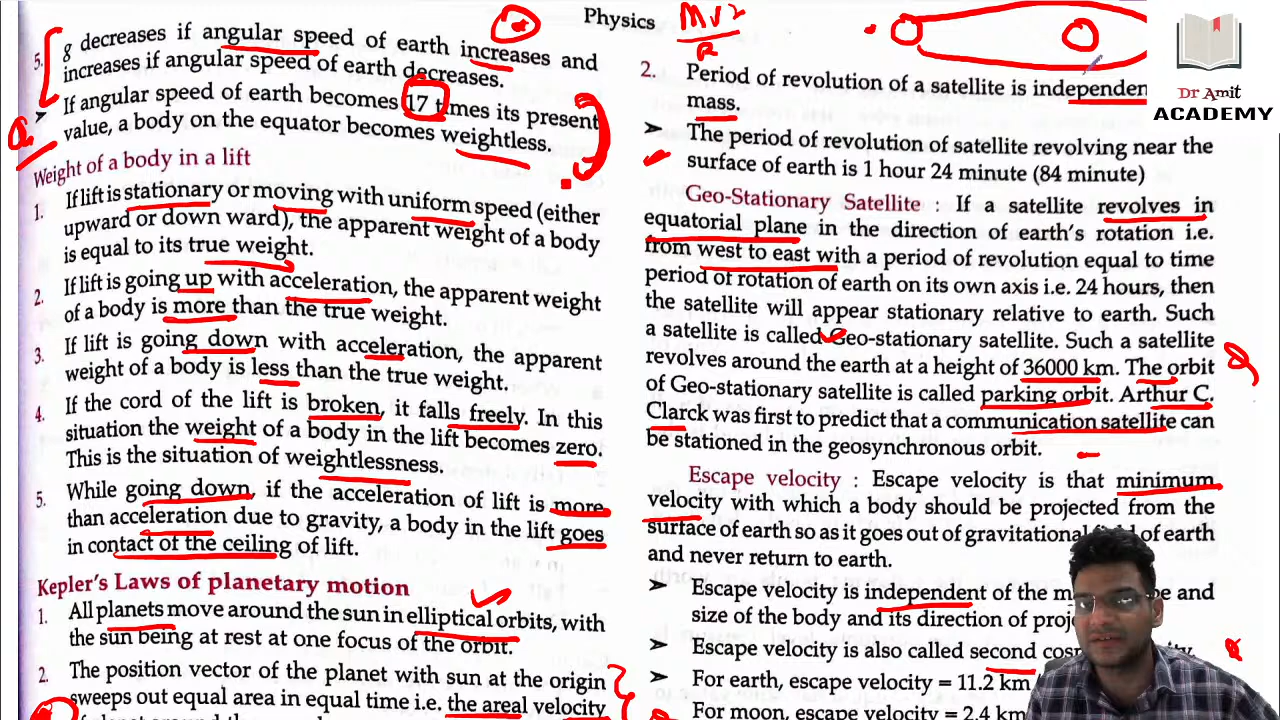 Physics
5. g decreases if angular speed of earth increases and
increases if angular speed of earth decreases.
➤ If angular speed of earth becomes 17 times its present
value, a body on the equator becomes weightless.
Weight of a body in a lift
1. If lift is stationary or moving with uniform speed (either
upward or down ward), the apparent weight of a body
is equal to its true weight.
2. If lift is going up with acceleration, the apparent weight
of a body is more than the true weight.
3. If lift is going down with acceleration, the apparent
weight of a body is less than the true weight.
4. If the cord of the lift is broken, it falls freely. In this
situation the weight of a body in the lift becomes zero.
This is the situation of weightlessness.
5. While going down, if the acceleration of lift is more
than acceleration due to gravity, a body in the lift goes
in contact of the ceiling of lift.
Kepler's Laws of planetary motion
1. All planets move around the sun in elliptical orbits, with
the sun being at rest at one focus of the orbit.
2. The position vector of the planet with sun at the origin
sweeps out equal area in equal time i.e. the areal velocity
MV²
R
2. Period of revolution of a satellite is independen
mass.
➤ The period of revolution of satellite revolving near the
surface of earth is 1 hour 24 minute (84 minute)
Geo-Stationary Satellite : If a satellite revolves in
equatorial plane in the direction of earth's rotation i.e.
from west to east with a period of revolution equal to time
period of rotation of earth on its own axis i.e. 24 hours, then
the satellite will appear stationary relative to earth. Such
a satellite is called Geo-stationary satellite. Such a satellite
revolves around the earth at a height of 36000 km. The orbit
of Geo-stationary satellite is called parking orbit. Arthur C.
Clarck was first to predict that a communication satellite can
be stationed in the geosynchronous orbit.
Escape velocity : Escape velocity is that minimum
velocity with which a body should be projected from the
surface of earth so as it goes out of gravitational of earth
and never return to earth.
➤ Escape velocity is independent of the and
size of the body and its direction of
➤ Escape velocity is also called second
➤ For earth, escape velocity = 11.2 km
For moon, escape velocity = 2.4 km
Dr Amit
ACADEMY